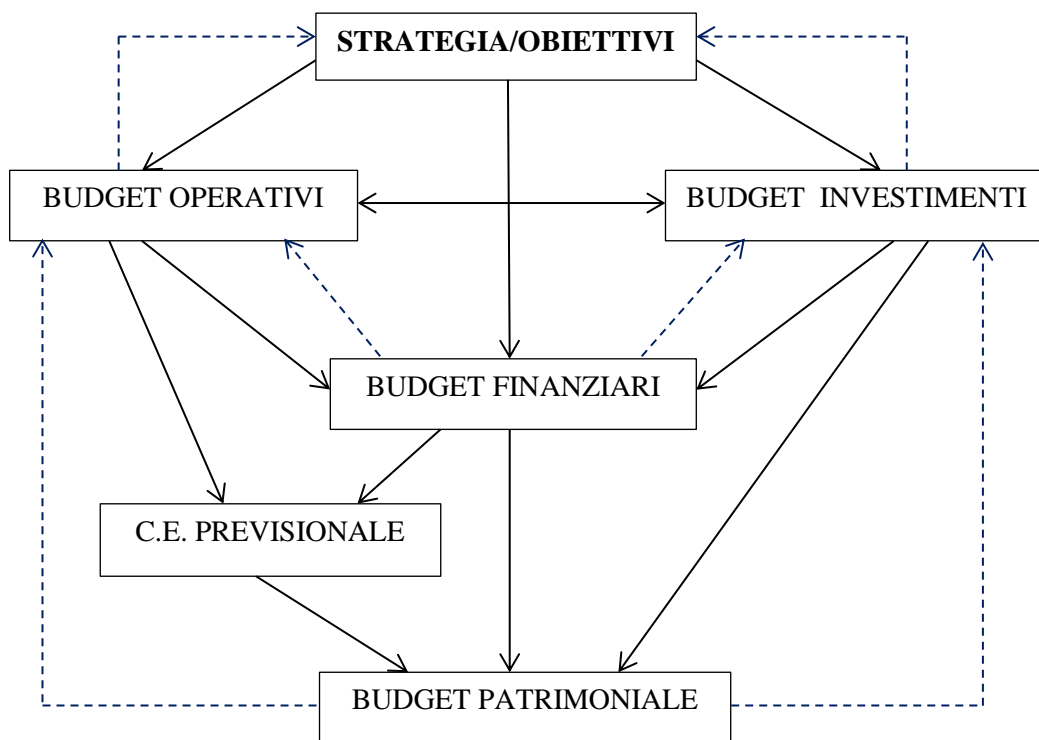 STRATEGIA/OBIETTIVI
BUDGET OPERATIVI
BUDGET INVESTIMENTI
BUDGET FINANZIARI
C.E. PREVISIONALE
BUDGET PATRIMONIALE